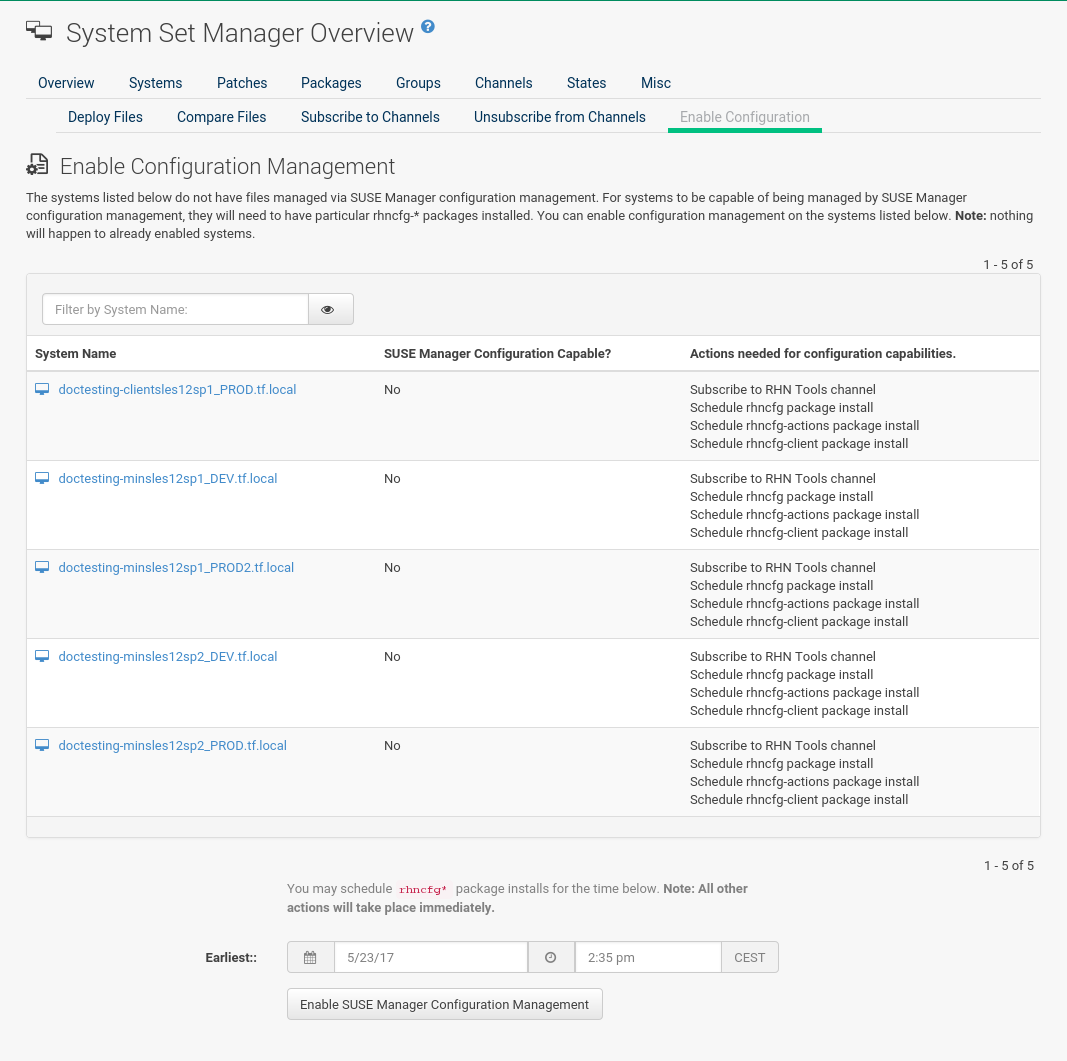 System Set Manager Overview ?
Overview Systems Patches Packages Groups Channels States Misc
Deploy Files Compare Files Subscribe to Channels Unsubscribe from Channels Enable Configuration
Enable Configuration Management
The systems listed below do not have files managed via SUSE Manager configuration management. For systems to be capable of being managed by SUSE Manager
configuration management, they will need to have particular rhncfg-* packages installed. You can enable configuration management on the systems listed below. Note: nothing
will happen to already enabled systems.
1 - 5 of 5
Filter by System Name:
System Name SUSE Manager Configuration Capable? Actions needed for configuration capabilities.
doctesting-clientsles12sp1_PROD.tf.local No Subscribe to RHN Tools channel
Schedule rhncfg package install
Schedule rhncfg-actions package install
Schedule rhncfg-client package install
doctesting-minsles12sp1_DEV.tf.local No Subscribe to RHN Tools channel
Schedule rhncfg package install
Schedule rhncfg-actions package install
Schedule rhncfg-client package install
doctesting-minsles12sp1_PROD2.tf.local No Subscribe to RHN Tools channel
Schedule rhncfg package install
Schedule rhncfg-actions package install
Schedule rhncfg-client package install
doctesting-minsles12sp2_DEV.tf.local No Subscribe to RHN Tools channel
Schedule rhncfg package install
Schedule rhncfg-actions package install
Schedule rhncfg-client package install
doctesting-minsles12sp2_PROD.tf.local No Subscribe to RHN Tools channel
Schedule rhncfg package install
Schedule rhncfg-actions package install
Schedule rhncfg-client package install
1 - 5 of 5
You may schedule rhncfg* package installs for the time below. Note: All other
actions will take place immediately.
Earliest:: 5/23/17 2:35 pm CEST
Enable SUSE Manager Configuration Management